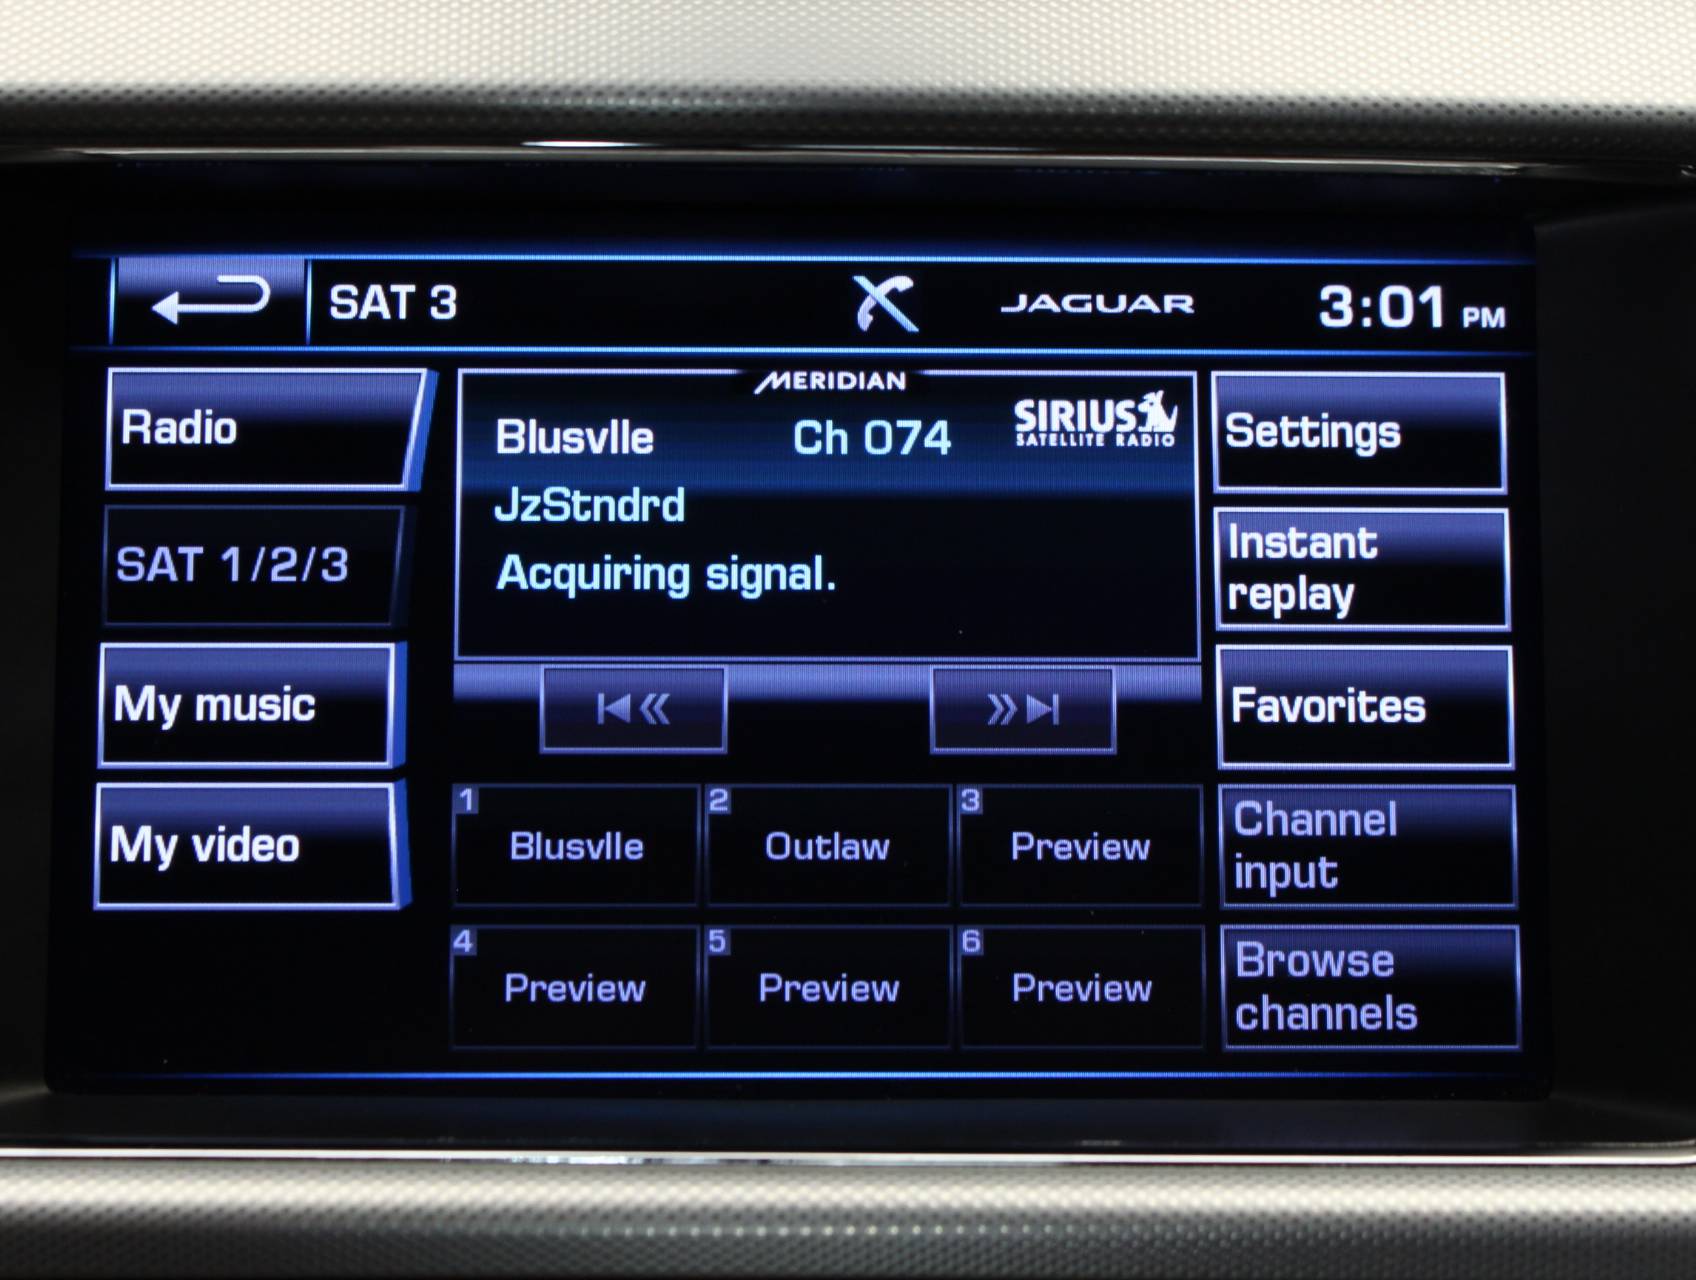 SAT 3
JAGUAR
3:01 PM
Radio
SAT 1/2/3
My music
My video
MERIDIAN
Blusvlle Ch 074
SIRIUS
SATELLITE RADIO
JzStndrd
Acquiring signal.
1 Blusvlle
2 Outlaw
3 Preview
4 Preview
5 Preview
6 Preview
Settings
Instant
replay
Favorites
Channel
input
Browse
channels